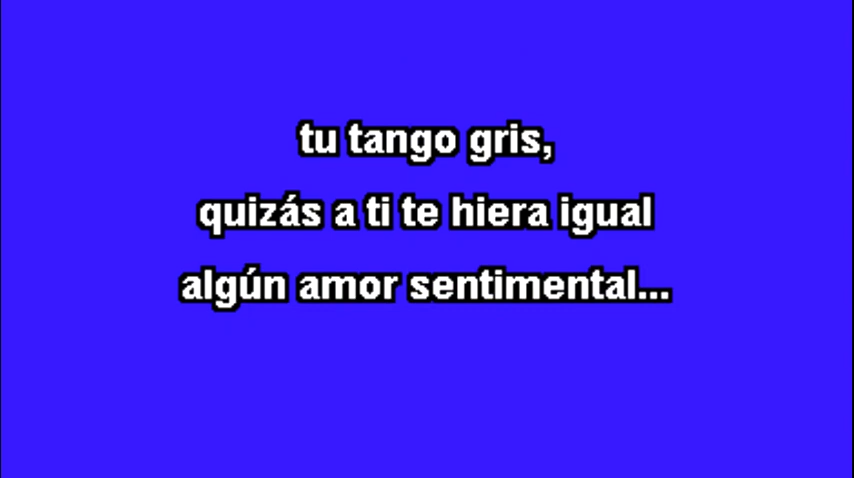 tu tango gris,
quizás a ti te hiera igual
algún amor sentimental...